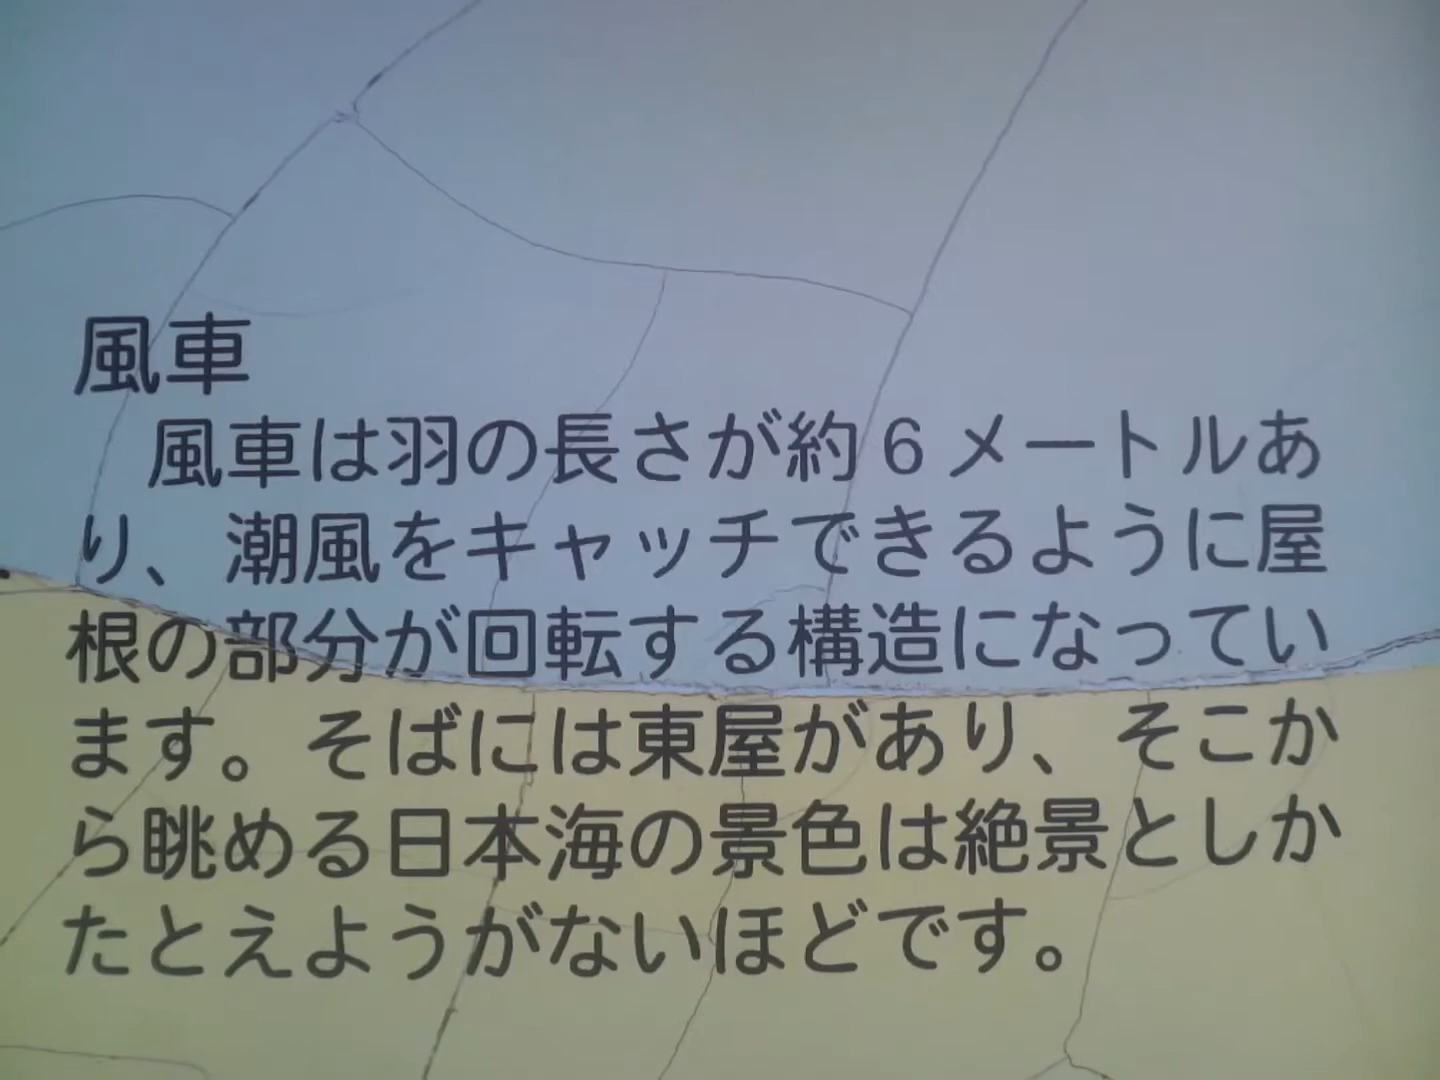 風車
　風車は羽の長さが約６メートルあ
り、潮風をキャッチできるように屋
根の部分が回転する構造になってい
ます。そばには東屋があり、そこか
ら眺める日本海の景色は絶景としか
たとえようがないほどです。